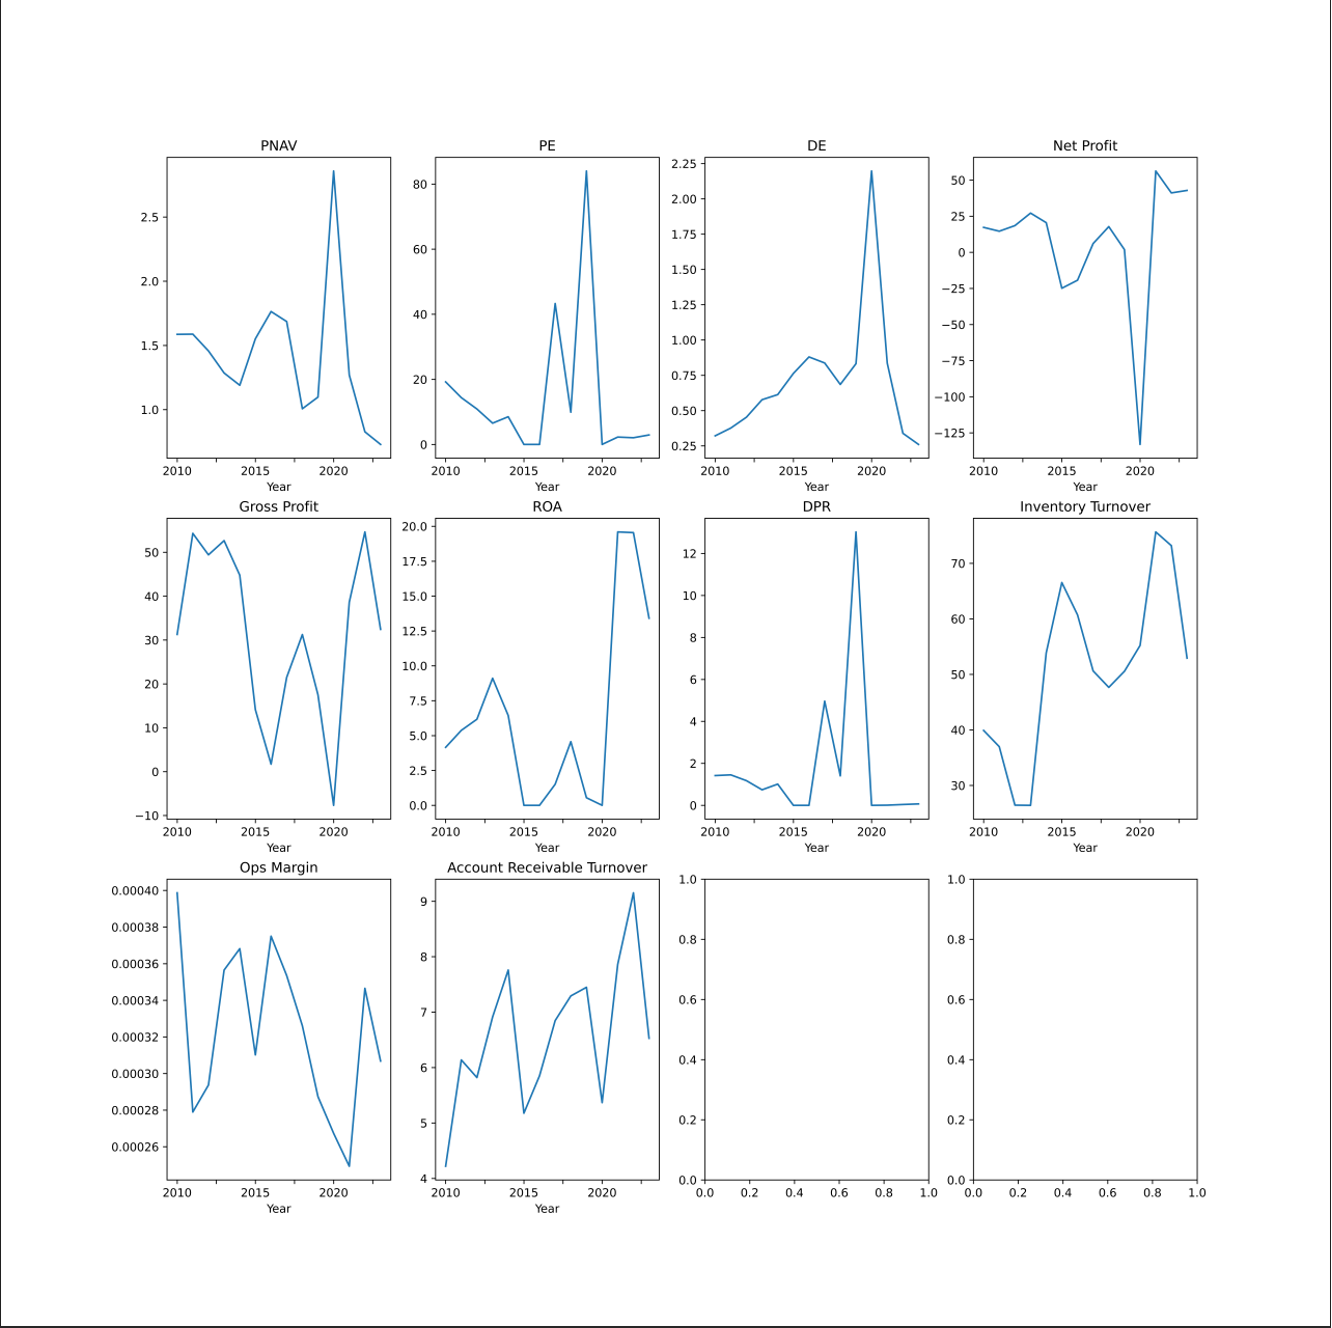 PNAV
PE
DE
Net Profit
2.5
2.0
1.5
1.0
2010 2015 2020
Year
80
60
40
20
0
2010 2015 2020
Year
2.25
2.00
1.75
1.50
1.25
1.00
0.75
0.50
0.25
2010 2015 2020
Year
50
25
0
−25
−50
−75
−100
−125
2010 2015 2020
Year
Gross Profit
ROA
DPR
Inventory Turnover
50
40
30
20
10
0
−10
2010 2015 2020
Year
20.0
17.5
15.0
12.5
10.0
7.5
5.0
2.5
0.0
2010 2015 2020
Year
12
10
8
6
4
2
0
2010 2015 2020
Year
70
60
50
40
30
2010 2015 2020
Year
Ops Margin
Account Receivable Turnover
0.00040
0.00038
0.00036
0.00034
0.00032
0.00030
0.00028
0.00026
2010 2015 2020
Year
9
8
7
6
5
4
2010 2015 2020
Year
1.0
0.8
0.6
0.4
0.2
0.0
0.0 0.2 0.4 0.6 0.8 1.0
1.0
0.8
0.6
0.4
0.2
0.0
0.0 0.2 0.4 0.6 0.8 1.0